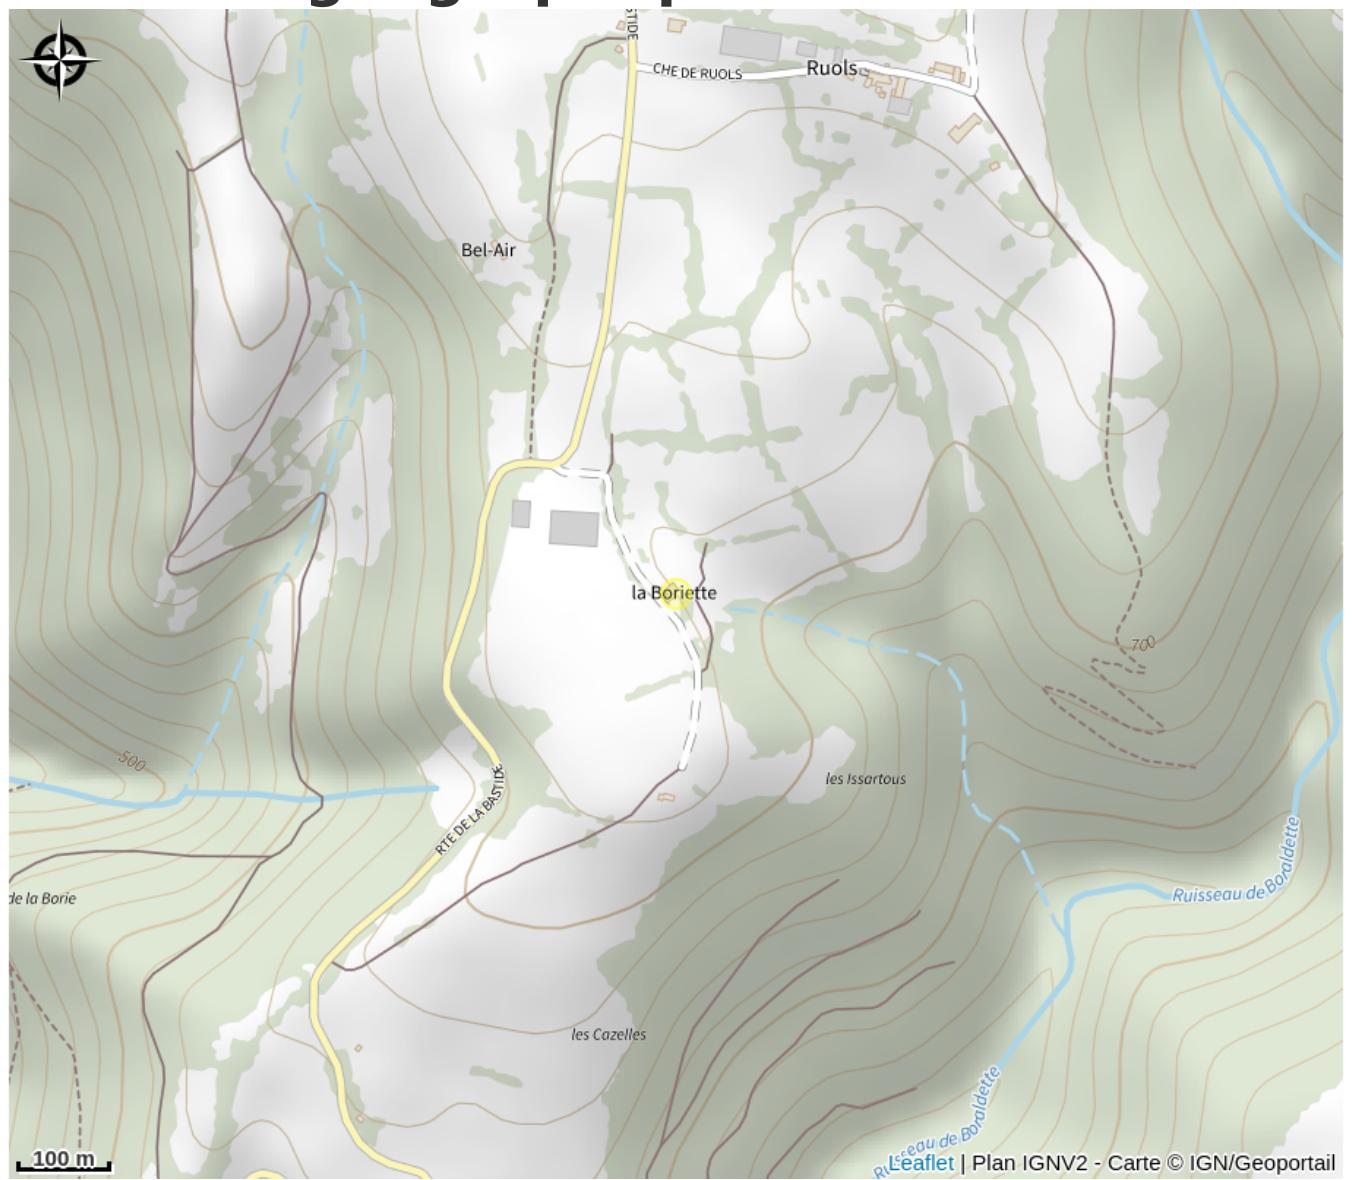 STIDE
CHE DE RUOLS
Ruols
Bel-Air
la Boriette
700
500
les Issartous
RTE DE LA BASTIDE
Ruisseau de Boraldette
de la Borie
les Cazelles
Ruisseau de Boraldette
100 m
Leaflet | Plan IGNV2 - Carte © IGN/Geoportail